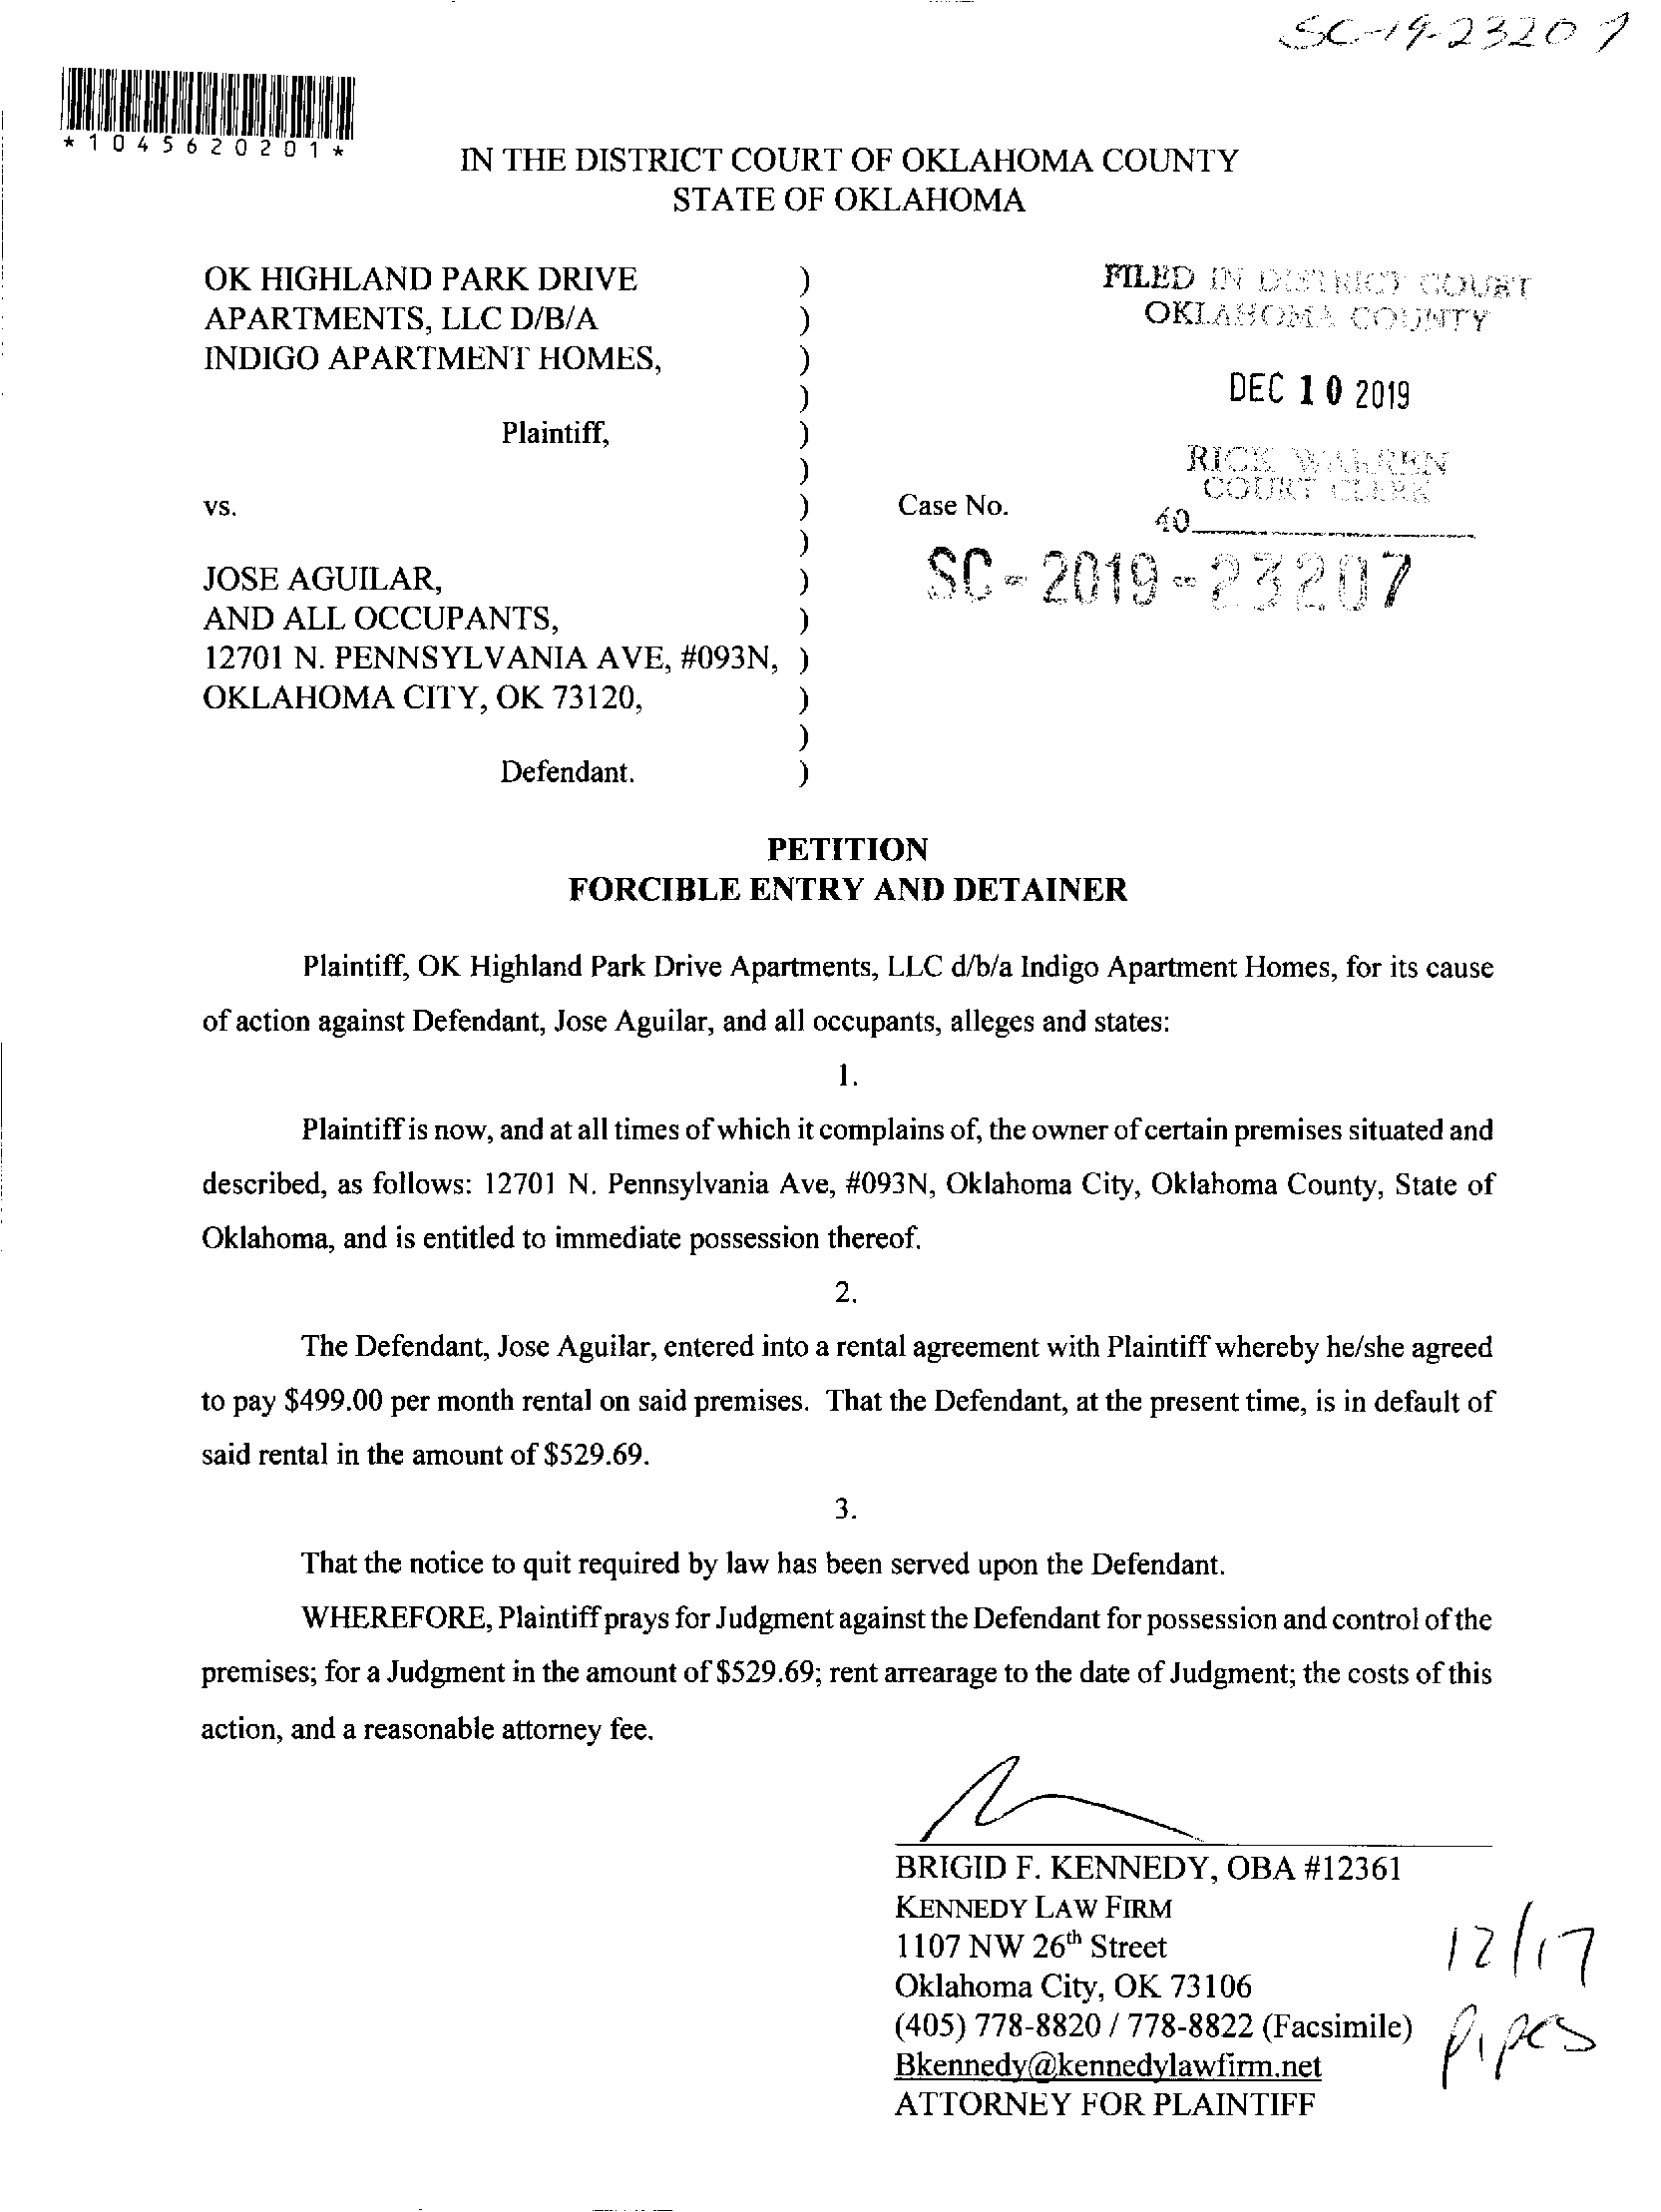 SC-19-23207
*1045620201*
IN THE DISTRICT COURT OF OKLAHOMA COUNTY
STATE OF OKLAHOMA
OK HIGHLAND PARK DRIVE )
APARTMENTS, LLC D/B/A )
INDIGO APARTMENT HOMES, )
)
Plaintiff, )
)
vs. )
)
JOSE AGUILAR, )
AND ALL OCCUPANTS, )
12701 N. PENNSYLVANIA AVE, #093N, )
OKLAHOMA CITY, OK 73120, )
)
Defendant. )
FILED IN DISTRICT COURT
OKLAHOMA COUNTY
DEC 10 2019
RICK WARREN
COURT CLERK
40
Case No.
SC-2019-23207
PETITION
FORCIBLE ENTRY AND DETAINER
Plaintiff, OK Highland Park Drive Apartments, LLC d/b/a Indigo Apartment Homes, for its cause
of action against Defendant, Jose Aguilar, and all occupants, alleges and states:
1.
Plaintiff is now, and at all times of which it complains of, the owner of certain premises situated and
described, as follows: 12701 N. Pennsylvania Ave, #093N, Oklahoma City, Oklahoma County, State of
Oklahoma, and is entitled to immediate possession thereof.
2.
The Defendant, Jose Aguilar, entered into a rental agreement with Plaintiff whereby he/she agreed
to pay $499.00 per month rental on said premises. That the Defendant, at the present time, is in default of
said rental in the amount of $529.69.
3.
That the notice to quit required by law has been served upon the Defendant.
WHEREFORE, Plaintiff prays for Judgment against the Defendant for possession and control of the
premises; for a Judgment in the amount of $529.69; rent arrearage to the date of Judgment; the costs of this
action, and a reasonable attorney fee.
BRIGID F. KENNEDY, OBA #12361
KENNEDY LAW FIRM
1107 NW 26th Street
Oklahoma City, OK 73106
(405) 778-8820 / 778-8822 (Facsimile)
Bkennedy@kennedylawfirm.net
ATTORNEY FOR PLAINTIFF
12/17
Pipes